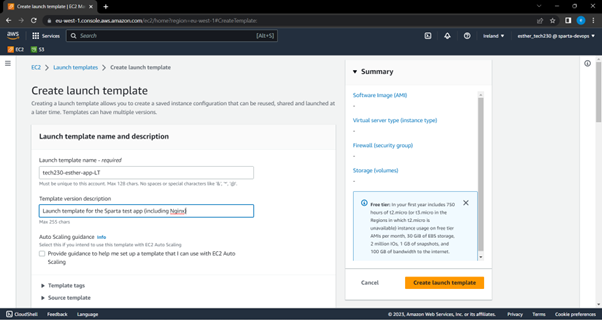 Create launch template | EC2 M
eu-west-1.console.aws.amazon.com/ec2/home?region=eu-west-1#CreateTemplate:
aws
Services
Search
[Alt+S]
Ireland
esther_tech230 @ sparta-devops
EC2
S3
EC2
Launch templates
Create launch template
Create launch template
Creating a launch template allows you to create a saved instance configuration that can be reused, shared and launched at
a later time. Templates can have multiple versions.
Launch template name and description
Launch template name - required
tech230-esther-app-LT
Must be unique to this account. Max 128 chars. No spaces or special characters like '&', '*', '@'.
Template version description
Launch template for the Sparta test app (including Nginx)
Max 255 chars
Auto Scaling guidance Info
Select this if you intend to use this template with EC2 Auto Scaling
Provide guidance to help me set up a template that I can use with EC2 Auto
Scaling
Template tags
Source template
Summary
Software Image (AMI)
-
Virtual server type (instance type)
-
Firewall (security group)
-
Storage (volumes)
-
Free tier: In your first year includes 750
hours of t2.micro (or t3.micro in the
Regions in which t2.micro is
unavailable) instance usage on free tier
AMIs per month, 30 GiB of EBS storage,
2 million IOs, 1 GB of snapshots, and
100 GB of bandwidth to the internet.
Cancel
Create launch template
CloudShell
Feedback
Language
© 2023, Amazon Web Services, Inc. or its affiliates.
Privacy
Terms
Cookie preferences